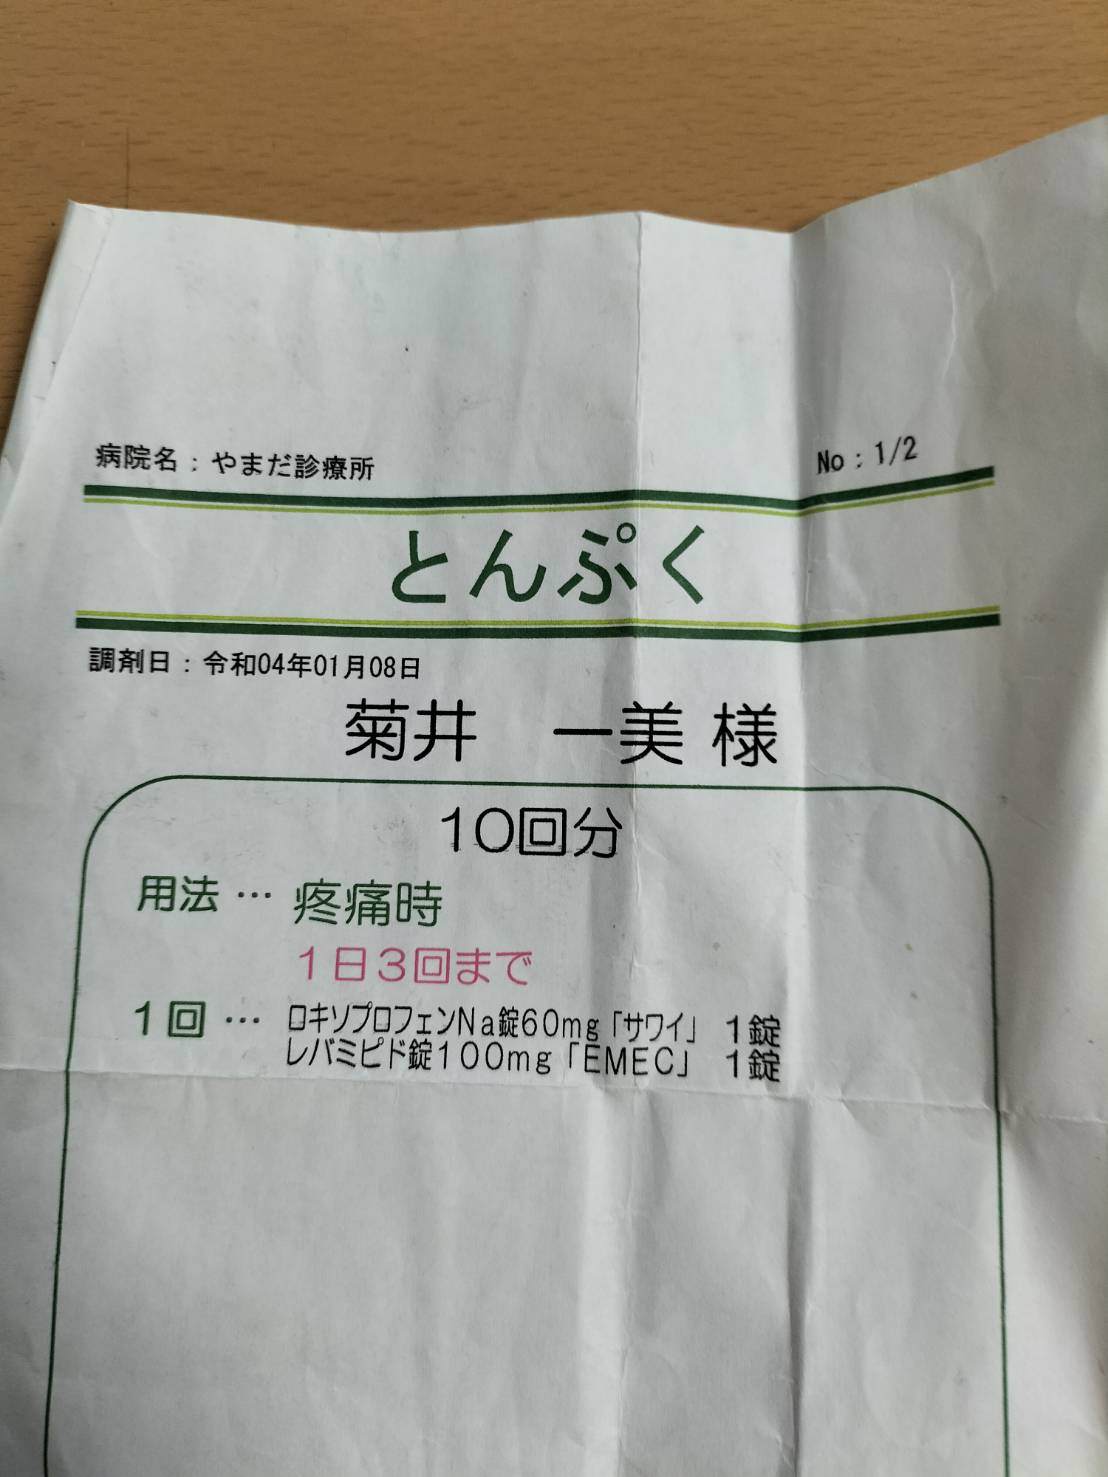 病院名：やまだ診療所
No：1/2
とんぷく
調剤日：令和04年01月08日
菊井　一美 様
10回分
用法 … 疼痛時
1日3回まで
1回 … ロキソプロフェンNa錠60mg「サワイ」 1錠
レバミピド錠100mg「EMEC」 1錠